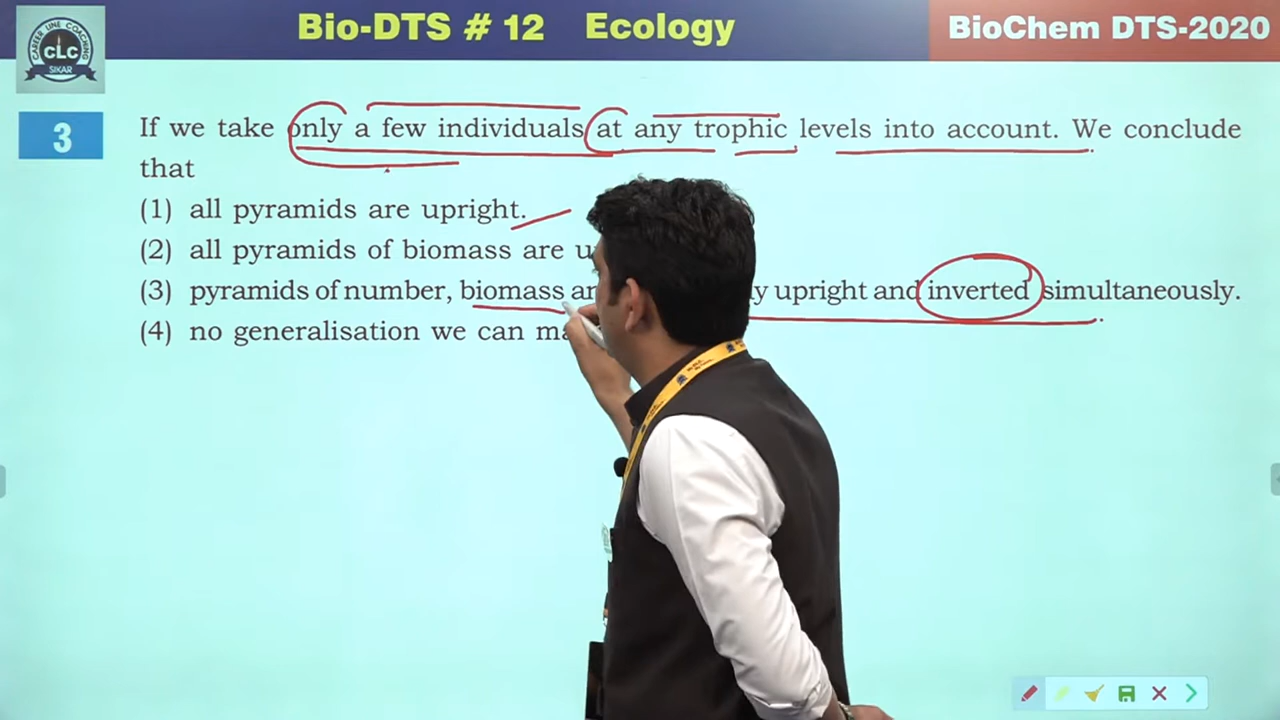 Bio-DTS # 12 Ecology
BioChem DTS-2020
CAREER LINE COACHING
CLC
SIKAR
3
If we take only a few individuals at any trophic levels into account. We conclude
that
(1) all pyramids are upright.
(2) all pyramids of biomass are
(3) pyramids of number, biomass upright and inverted simultaneously.
(4) no generalisation we can